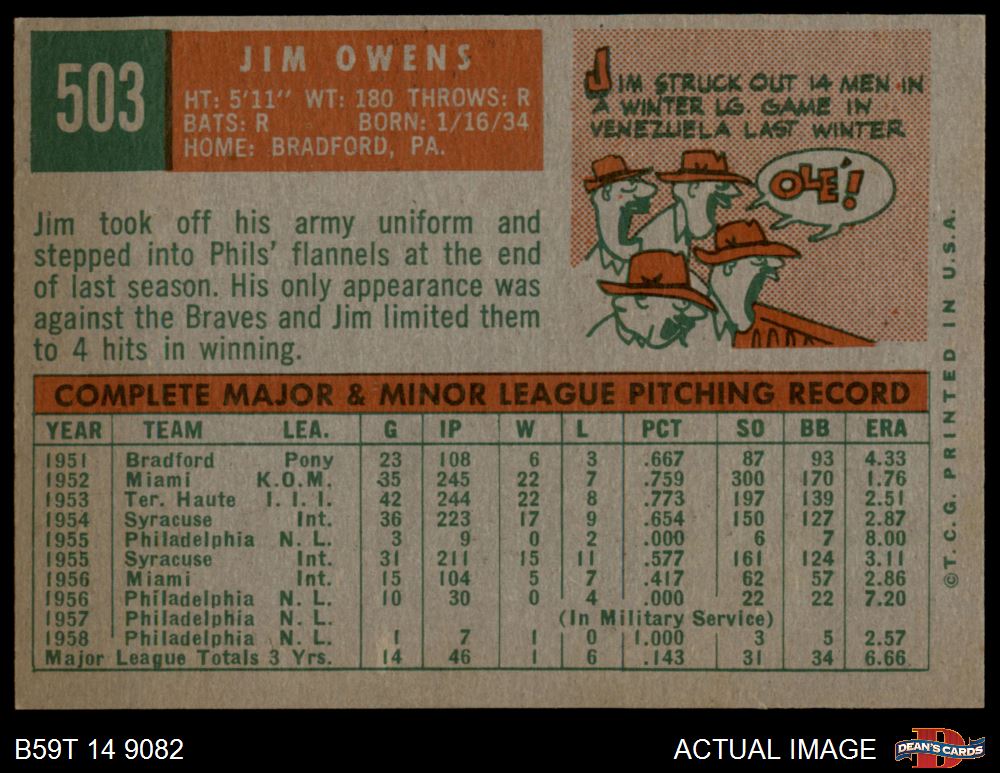 503
JIM OWENS
HT: 5'11" WT: 180 THROWS: R
BATS: R BORN: 1/16/34
HOME: BRADFORD, PA.
JIM STRUCK OUT 14 MEN IN
A WINTER LG. GAME IN
VENEZUELA LAST WINTER
OLÉ!
Jim took off his army uniform and
stepped into Phils' flannels at the end
of last season. His only appearance was
against the Braves and Jim limited them
to 4 hits in winning.
COMPLETE MAJOR & MINOR LEAGUE PITCHING RECORD
YEAR TEAM LEA. G IP W L PCT SO BB ERA
1951 Bradford Pony 23 108 6 3 .667 87 93 4.33
1952 Miami K.O.M. 35 245 22 7 .759 300 170 1.76
1953 Ter. Haute I. I. I. 42 244 22 8 .773 197 139 2.51
1954 Syracuse Int. 36 223 17 9 .654 150 127 2.87
1955 Philadelphia N. L. 3 9 0 2 .000 6 7 8.00
1955 Syracuse Int. 31 211 15 11 .577 161 124 3.11
1956 Miami Int. 15 104 5 7 .417 62 57 2.86
1956 Philadelphia N. L. 10 30 0 4 .000 22 22 7.20
1957 Philadelphia N. L. (In Military Service)
1958 Philadelphia N. L. 1 7 1 0 1.000 3 5 2.57
Major League Totals 3 Yrs. 14 46 1 6 .143 31 34 6.66
©T.C.G. PRINTED IN U.S.A.
B59T 14 9082
ACTUAL IMAGE
D
DEAN'S CARDS